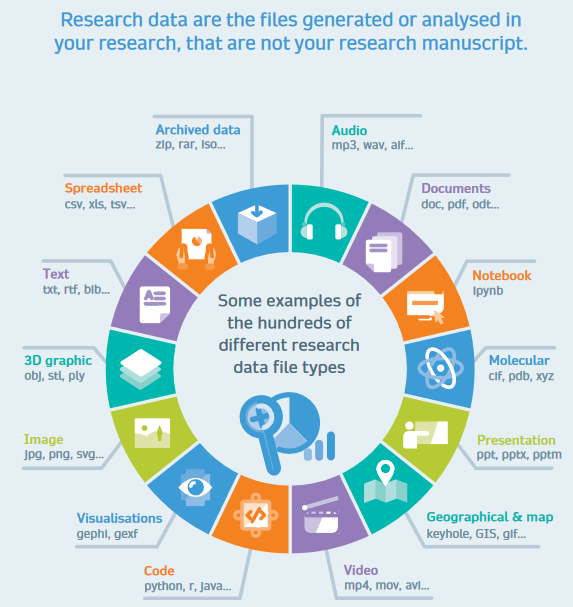 Research data are the files generated or analysed in
your research, that are not your research manuscript.
Archived data
zip, rar, iso...
Audio
mp3, wav, aif...
Spreadsheet
csv, xls, tsv...
Documents
doc, pdf, odt...
Text
txt, rtf, bib...
Notebook
ipynb
Some examples of
the hundreds of
different research
data file types
3D graphic
obj, stl, ply
Molecular
cif, pdb, xyz
Image
jpg, png, svg...
Presentation
ppt, pptx, pptm
Visualisations
gephi, gexf
Geographical & map
keyhole, GIS, gif...
Code
python, r, java...
Video
mp4, mov, avi...